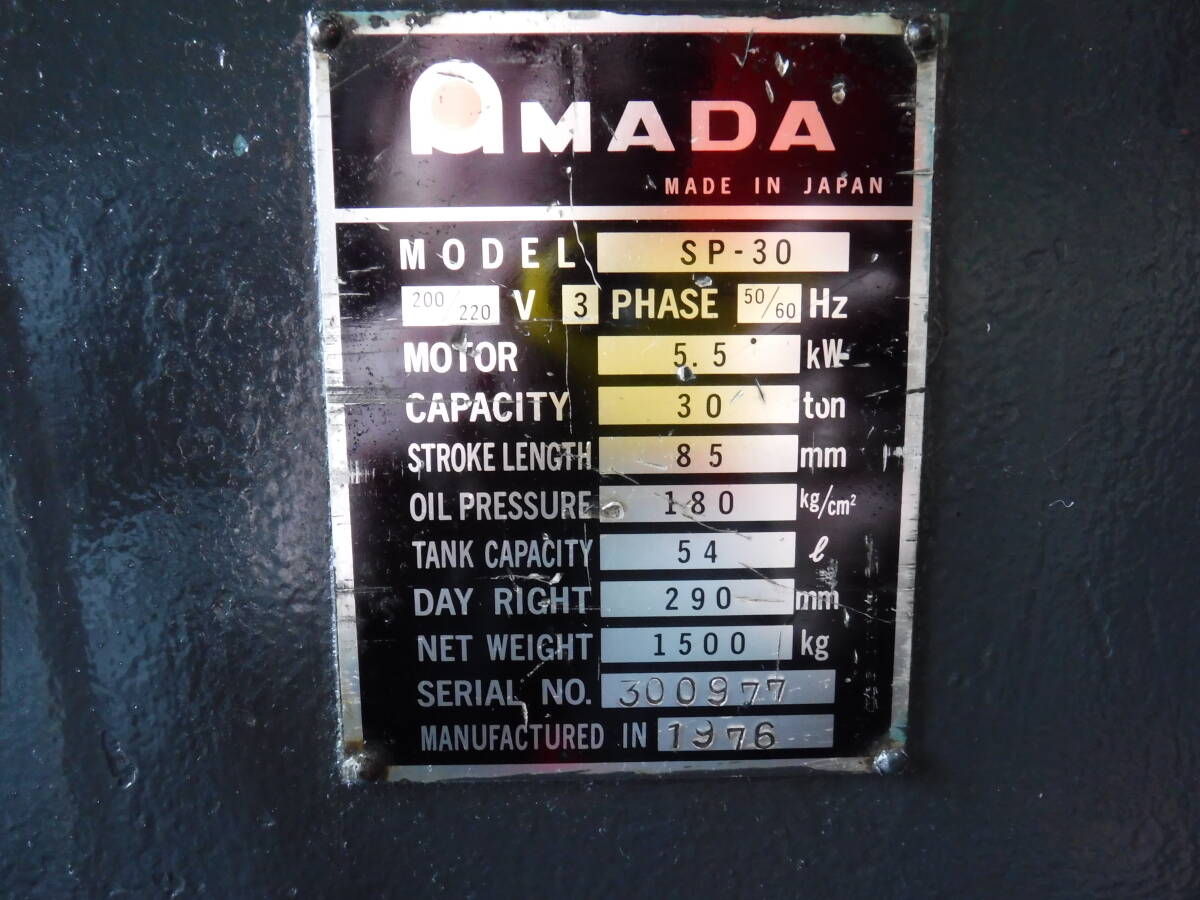 AMADA
MADE IN JAPAN
MODEL SP-30
200/220 V 3 PHASE 50/60 Hz
MOTOR 5.5 kW
CAPACITY 30 ton
STROKE LENGTH 85 mm
OIL PRESSURE 180 kg/cm²
TANK CAPACITY 54 ℓ
DAY RIGHT 290 mm
NET WEIGHT 1500 kg
SERIAL NO. 300977
MANUFACTURED IN 1976